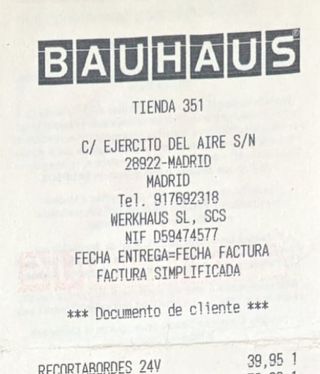 BAUHAUS®
TIENDA 351
C/ EJERCITO DEL AIRE S/N
28922-MADRID
MADRID
Tel. 917692318
WERKHAUS SL, SCS
NIF D59474577
FECHA ENTREGA=FECHA FACTURA
FACTURA SIMPLIFICADA
*** Documento de cliente ***
RECORTABORDES 24V 39,95 1